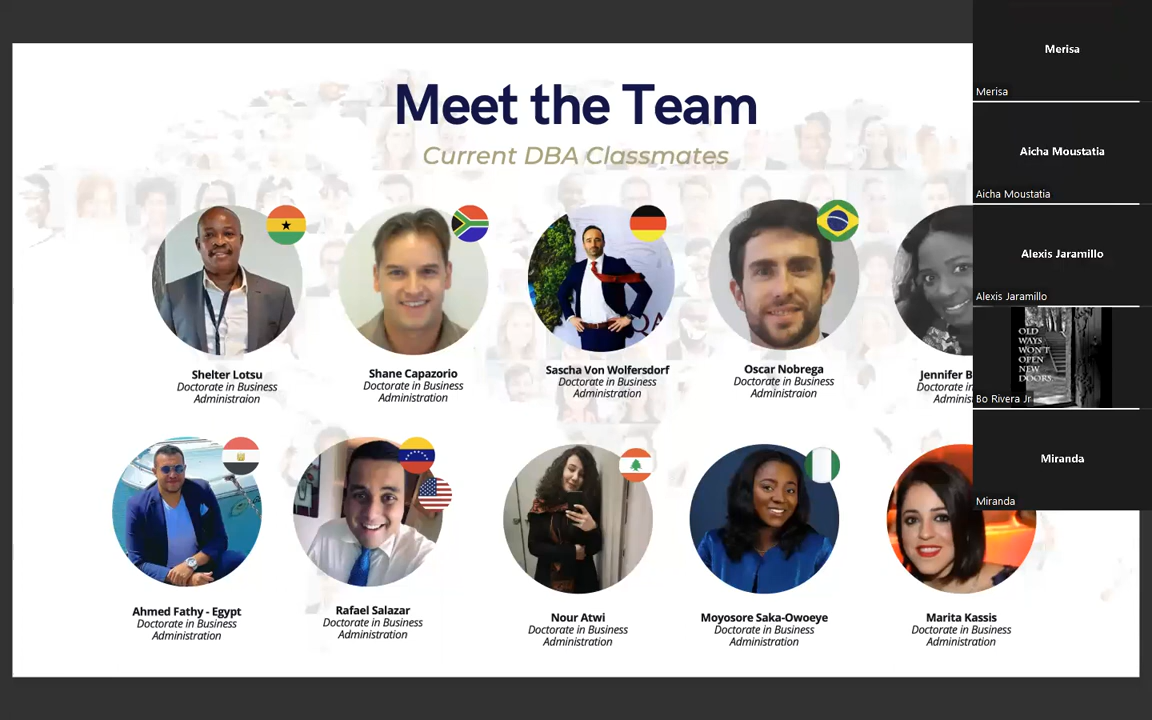 Meet the Team
Current DBA Classmates
Shelter Lotsu
Doctorate in Business
Administraion
Shane Capazorio
Doctorate in Business
Administration
Sascha Von Wolfersdorf
Doctorate in Business
Administration
Oscar Nobrega
Doctorate in Business
Administraion
Jennifer B
Doctorate in
Adminis
Ahmed Fathy - Egypt
Doctorate in Business
Administration
Rafael Salazar
Doctorate in Business
Administration
Nour Atwi
Doctorate in Business
Administration
Moyosore Saka-Owoeye
Doctorate in Business
Administration
Marita Kassis
Doctorate in Business
Administration
Merisa
Merisa
Aicha Moustatia
Aicha Moustatia
Alexis Jaramillo
Alexis Jaramillo
OLD
WAYS
WON'T
OPEN
NEW
DOORS
Bo Rivera Jr
Miranda
Miranda